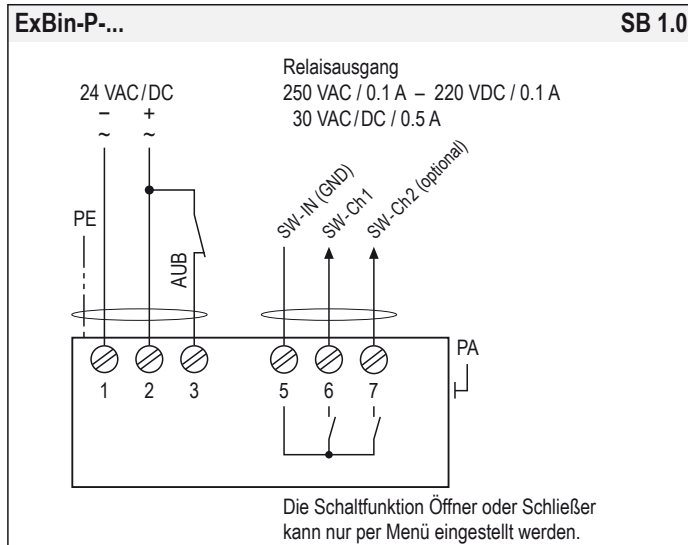 ExBin-P-... SB 1.0
Relaisausgang
24 VAC/DC 250 VAC / 0.1 A – 220 VDC / 0.1 A
– + 30 VAC/DC / 0.5 A
~ ~
PE
AUB
SW-IN (GND)
SW-Ch1
SW-Ch2 (optional)
PA
1 2 3 5 6 7
Die Schaltfunktion Öffner oder Schließer
kann nur per Menü eingestellt werden.